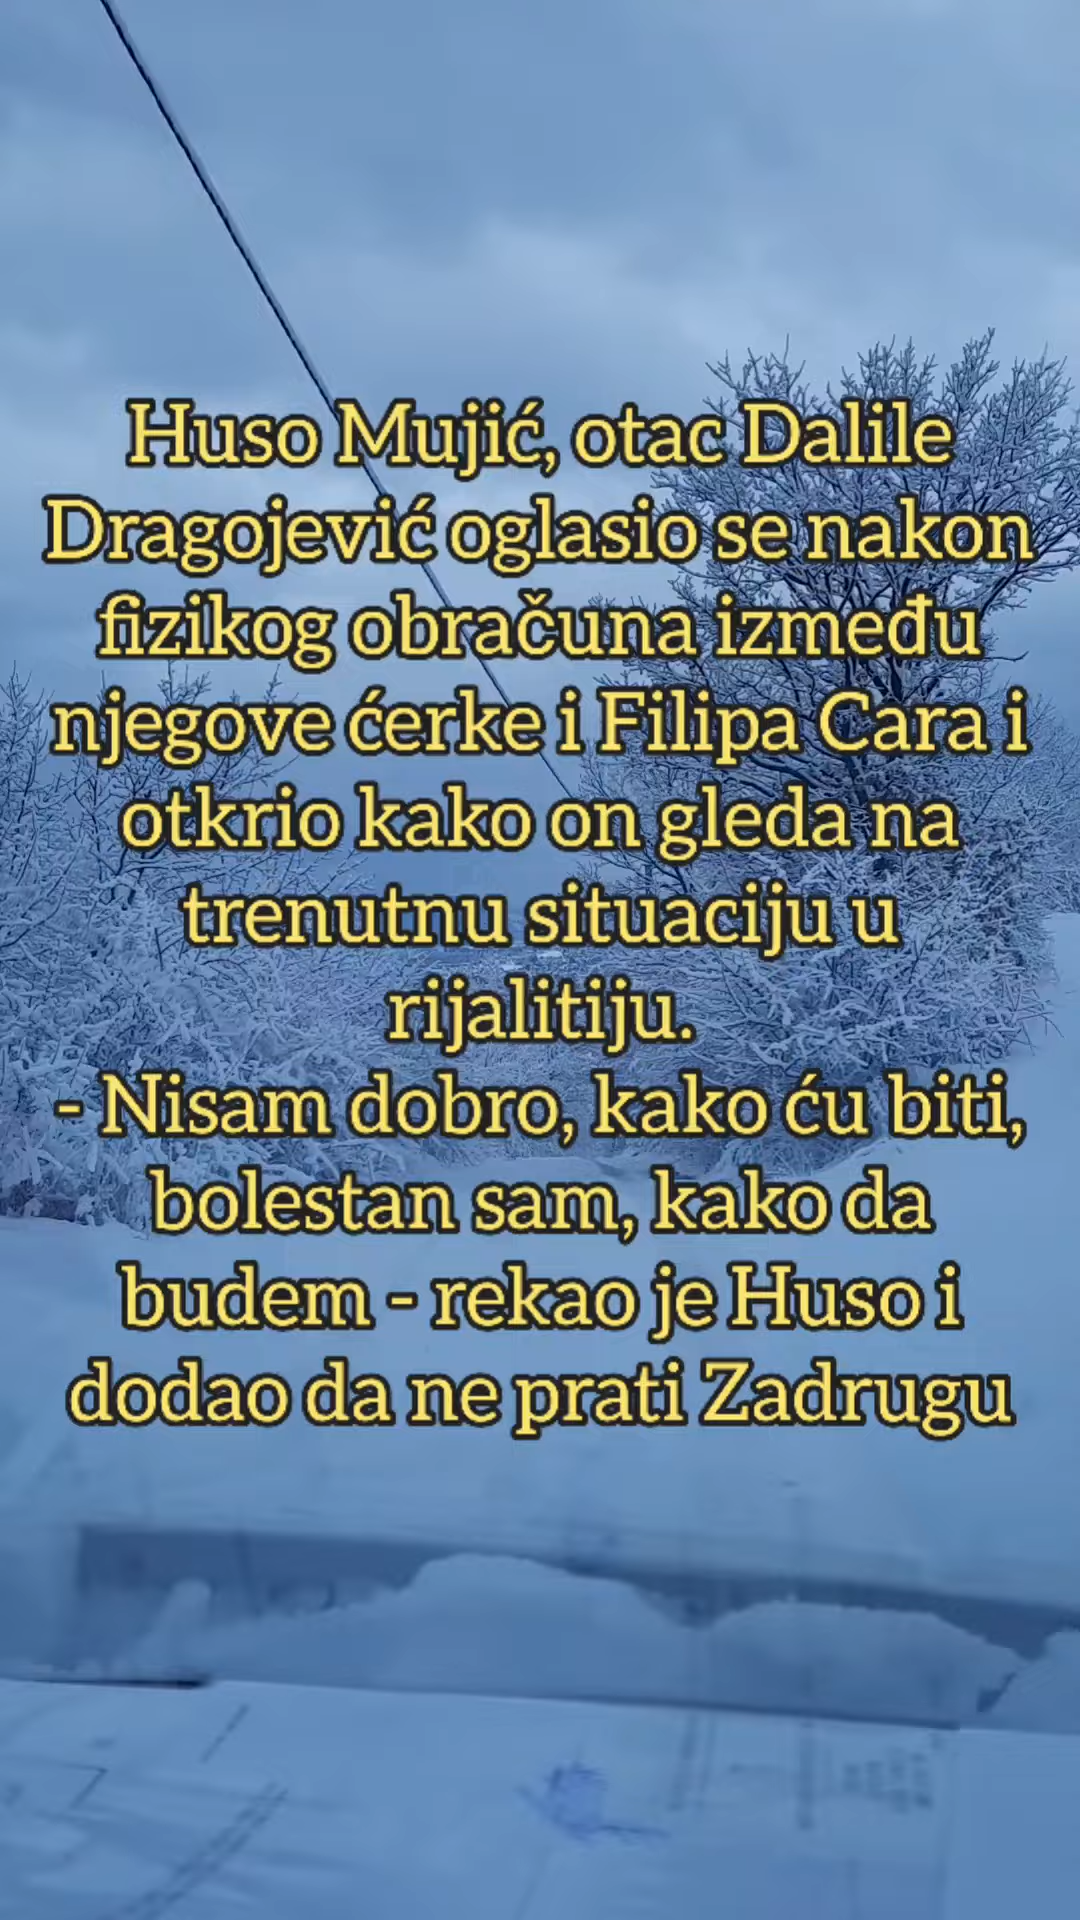 Huso Mujić, otac Dalile
Dragojević oglasio se nakon
fizikog obračuna između
njegove ćerke i Filipa Cara i
otkrio kako on gleda na
trenutnu situaciju u
rijalitiju.
- Nisam dobro, kako ću biti,
bolestan sam, kako da
budem - rekao je Huso i
dodao da ne prati Zadrugu